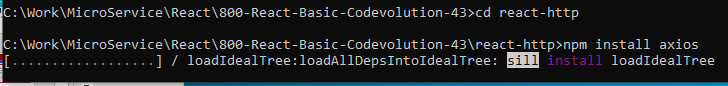 C:\Work\MicroService\React\800-React-Basic-Codevolution-43>cd react-http
C:\Work\MicroService\React\800-React-Basic-Codevolution-43\react-http>npm install axios
[..................] / loadIdealTree:loadAllDepsIntoIdealTree: sill install loadIdealTree